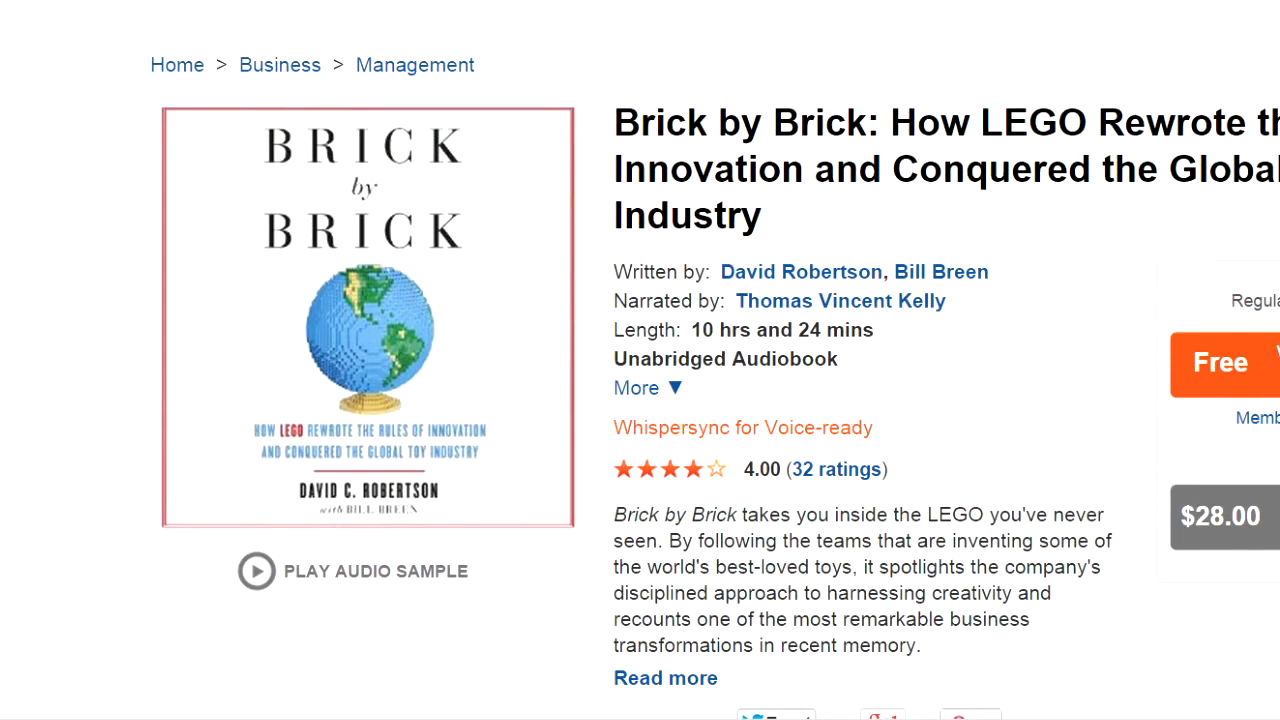 Home > Business > Management
BRICK
by
BRICK
HOW LEGO REWROTE THE RULES OF INNOVATION
AND CONQUERED THE GLOBAL TOY INDUSTRY
DAVID C. ROBERTSON
with BILL BREEN
PLAY AUDIO SAMPLE
Brick by Brick: How LEGO Rewrote
Innovation and Conquered the Global
Industry
Written by: David Robertson, Bill Breen
Narrated by: Thomas Vincent Kelly
Length: 10 hrs and 24 mins
Unabridged Audiobook
More ▼
Whispersync for Voice-ready
4.00 (32 ratings)
Brick by Brick takes you inside the LEGO you've never
seen. By following the teams that are inventing some of
the world's best-loved toys, it spotlights the company's
disciplined approach to harnessing creativity and
recounts one of the most remarkable business
transformations in recent memory.
Read more
Free
$28.00